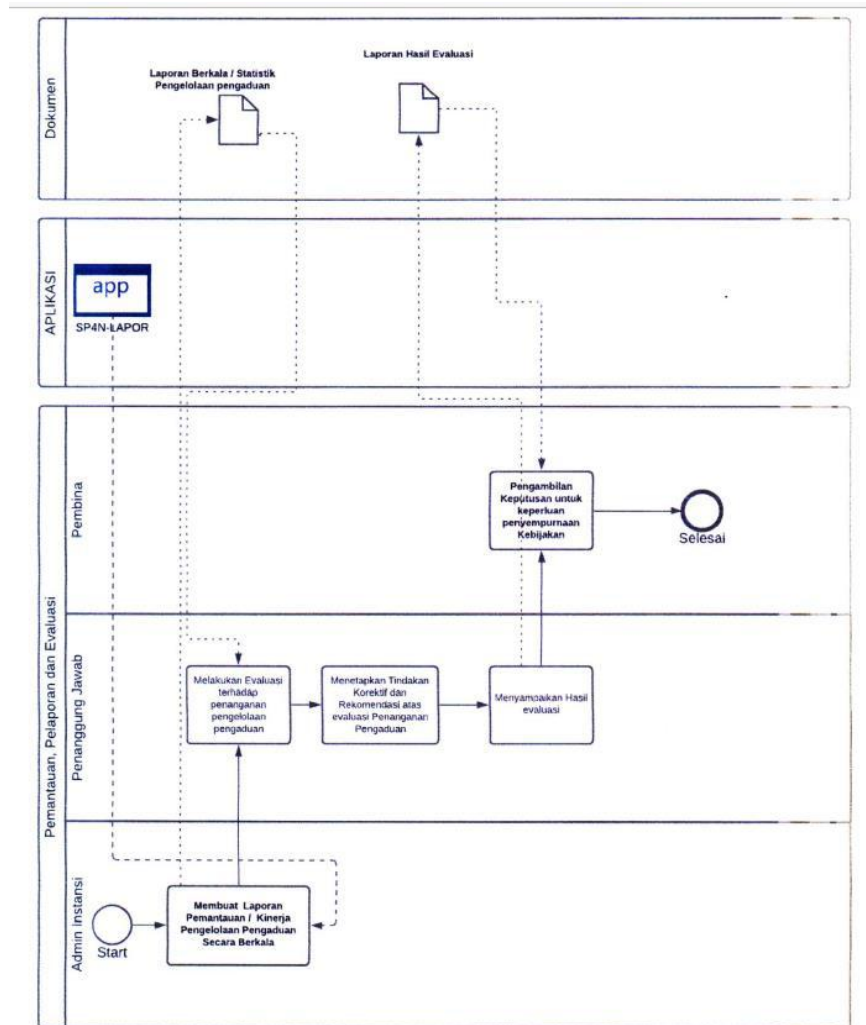 Dokumen
Laporan Berkala / Statistik
Pengelolaan pengaduan
Laporan Hasil Evaluasi
APLIKASI
app
SP4N-LAPOR
Pemantauan, Pelaporan dan Evaluasi
Pembina
Pengambilan
Keputusan untuk
keperluan
penyempurnaan
Kebijakan
Selesai
Penanggung Jawab
Melakukan Evaluasi
terhadap
penanganan
pengelolaan
pengaduan
Menetapkan Tindakan
Korektif dan
Rekomendasi atas
evaluasi Penanganan
Pengaduan
Menyampaikan Hasil
evaluasi
Admin Instansi
Start
Membuat Laporan
Pemantauan / Kinerja
Pengelolaan Pengaduan
Secara Berkala